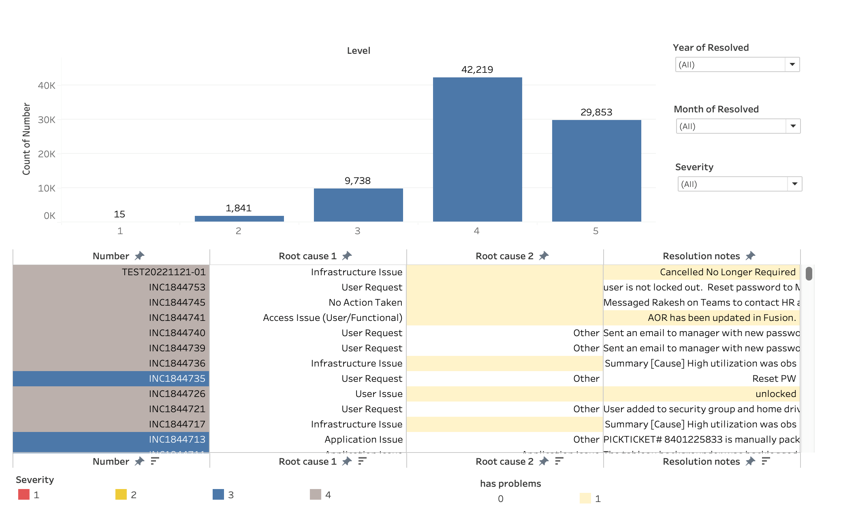 Level
Count of Number
40K
30K
20K
10K
0K
15
1,841
9,738
42,219
29,853
1 2 3 4 5
Year of Resolved
(All)
Month of Resolved
(All)
Severity
(All)
Number Root cause 1 Root cause 2 Resolution notes
TEST20221121-01 Infrastructure Issue Cancelled No Longer Required
INC1844753 User Request user is not locked out. Reset password to
INC1844745 No Action Taken Messaged Rakesh on Teams to contact HR
INC1844741 Access Issue (User/Functional) AOR has been updated in Fusion.
INC1844740 User Request Other Sent an email to manager with new passwo
INC1844739 User Request Other Sent an email to manager with new passwo
INC1844736 Infrastructure Issue Summary [Cause] High utilization was obs
INC1844735 User Request Other Reset PW
INC1844726 User Issue unlocked
INC1844721 User Request Other User added to security group and home driv
INC1844717 Infrastructure Issue Summary [Cause] High utilization was obs
INC1844713 Application Issue Other PICKTICKET# 8401225833 is manually pack
Number Root cause 1 Root cause 2 Resolution notes
Severity
1 2 3 4
has problems
0 1